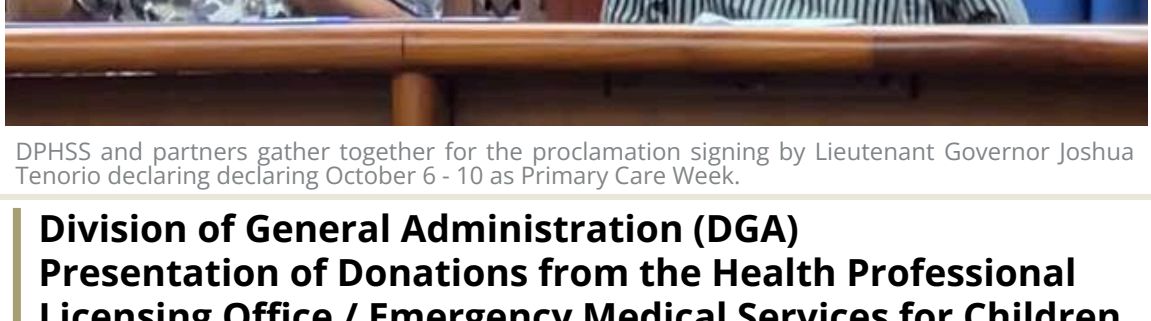 DPHSS and partners gather together for the proclamation signing by Lieutenant Governor Joshua
Tenorio declaring declaring October 6 - 10 as Primary Care Week.
Division of General Administration (DGA)
Presentation of Donations from the Health Professional
Licensing Office / Emergency Medical Services for Children